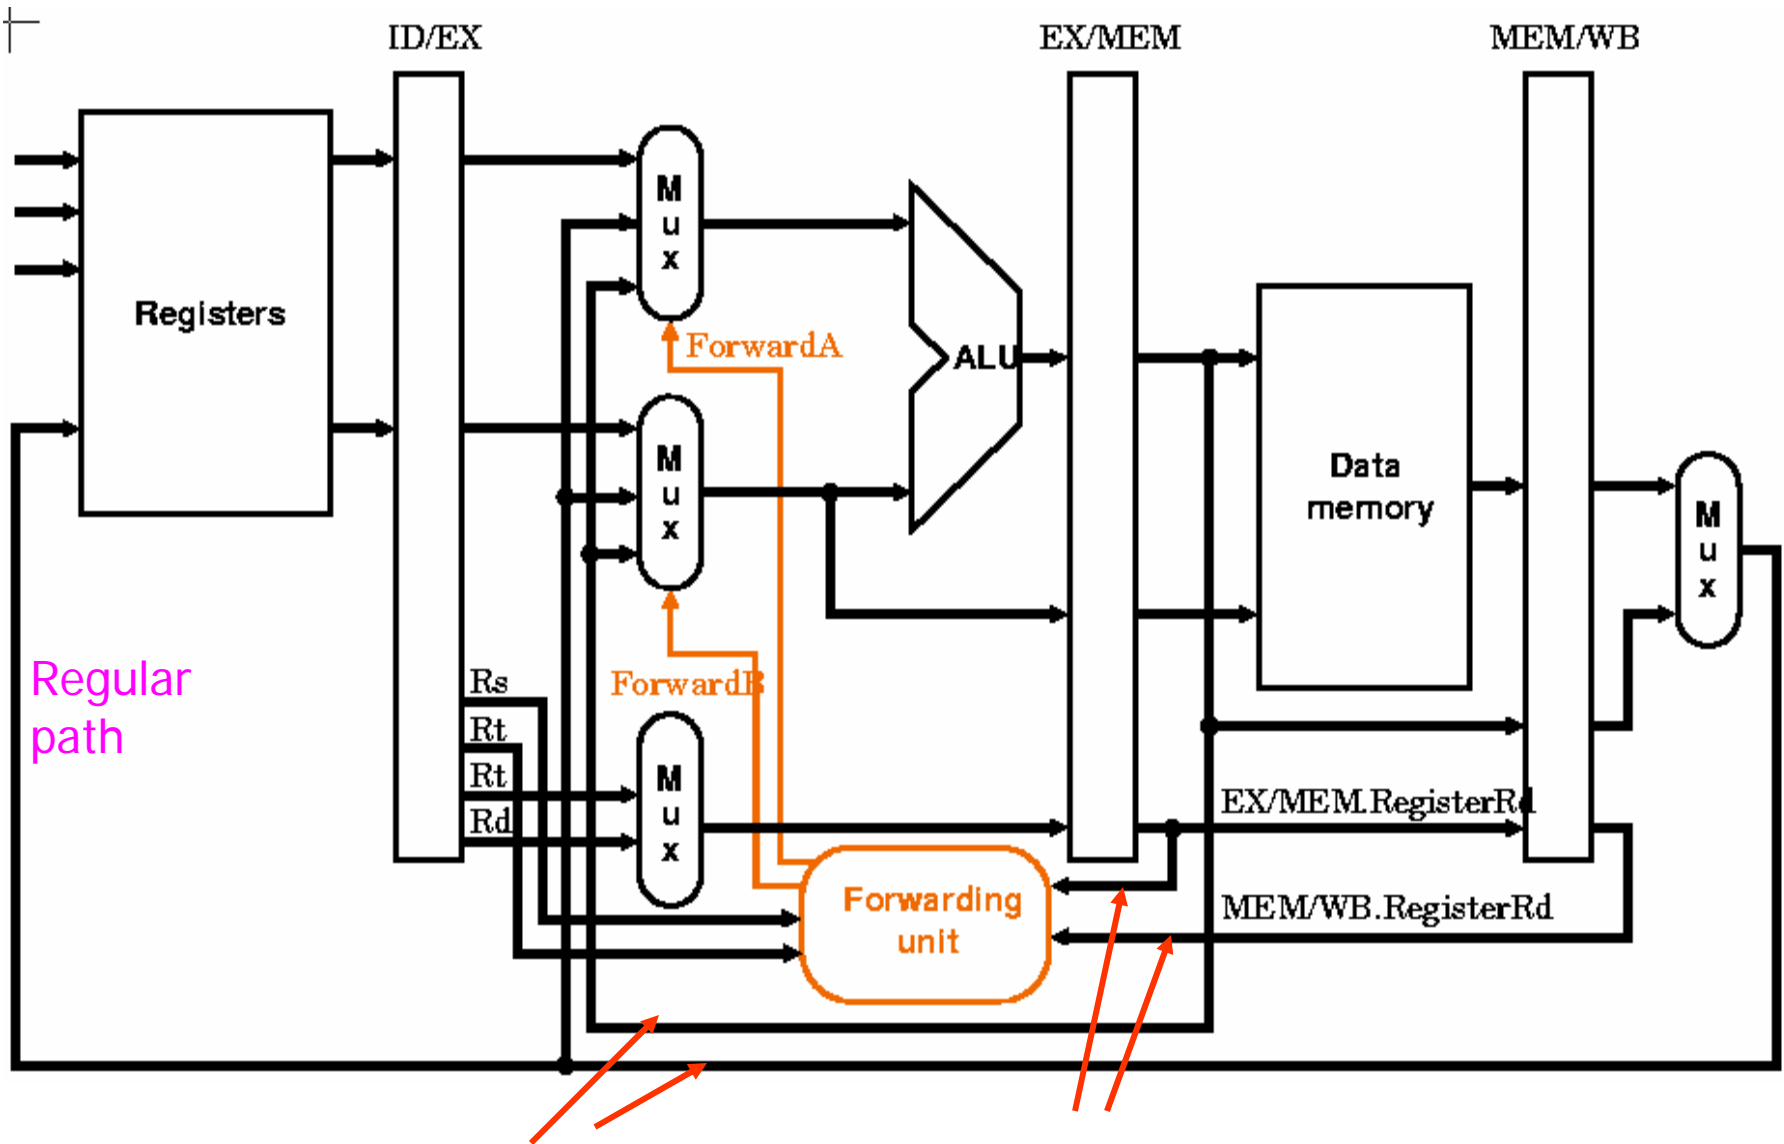 ID/EX
EX/MEM
MEM/WB
M
u
x
Registers
ForwardA
ALU
M
u
x
Data
memory
M
u
x
Regular
path
Rs
ForwardB
Rt
Rt
Rd
M
u
x
EX/MEM.RegisterRd
Forwarding
unit
MEM/WB.RegisterRd